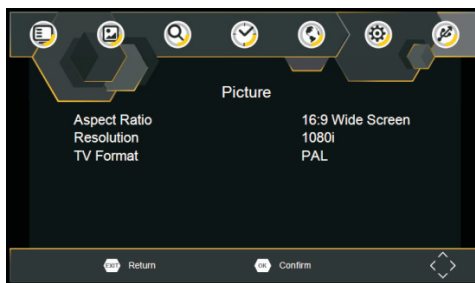 Picture
Aspect Ratio 16:9 Wide Screen
Resolution 1080i
TV Format PAL
EXIT Return OK Confirm